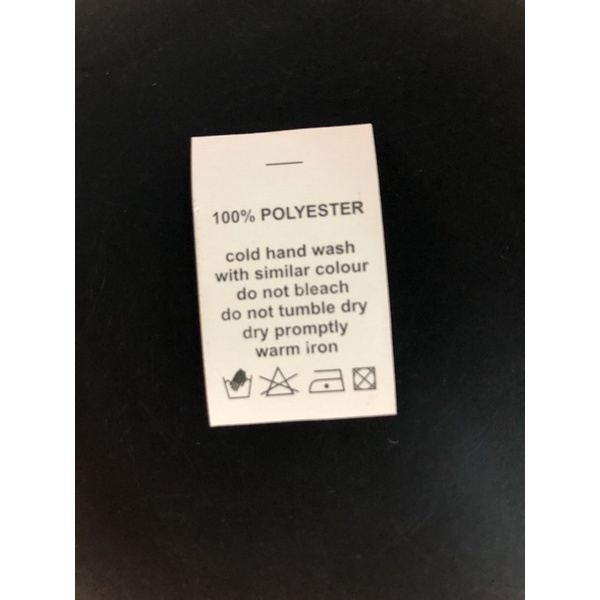 100% POLYESTER
cold hand wash
with similar colour
do not bleach
do not tumble dry
dry promptly
warm iron